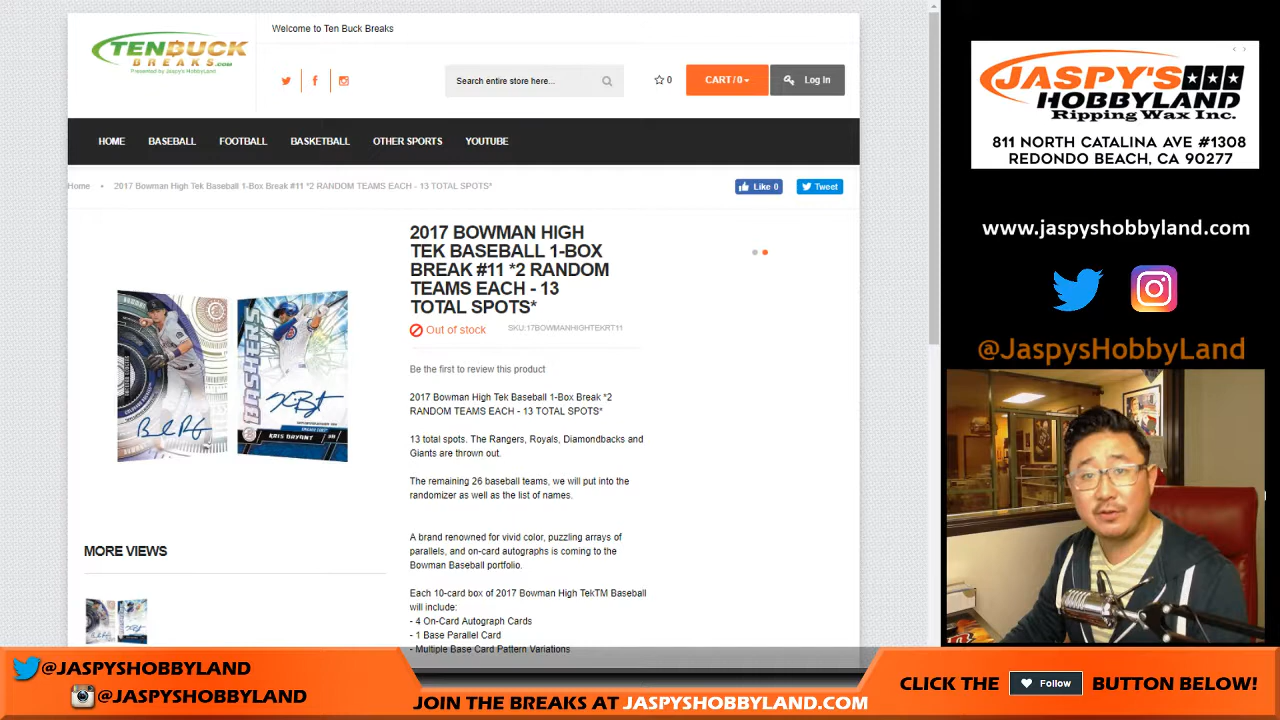 TENBUCK
BREAKS.COM
Presented by Jaspy's HobbyLand
Welcome to Ten Buck Breaks
Search entire store here...
0
CART / 0
Log In
HOME
BASEBALL
FOOTBALL
BASKETBALL
OTHER SPORTS
YOUTUBE
Home • 2017 Bowman High Tek Baseball 1-Box Break #11 *2 RANDOM TEAMS EACH - 13 TOTAL SPOTS*
Like 0
Tweet
2017 BOWMAN HIGH
TEK BASEBALL 1-BOX
BREAK #11 *2 RANDOM
TEAMS EACH - 13
TOTAL SPOTS*
Out of stock
SKU:17BOWMANHIGHTEKRT11
Be the first to review this product
2017 Bowman High Tek Baseball 1-Box Break *2
RANDOM TEAMS EACH - 13 TOTAL SPOTS*
13 total spots. The Rangers, Royals, Diamondbacks and
Giants are thrown out.
The remaining 26 baseball teams, we will put into the
randomizer as well as the list of names.
A brand renowned for vivid color, puzzling arrays of
parallels, and on-card autographs is coming to the
Bowman Baseball portfolio.
Each 10-card box of 2017 Bowman High TekTM Baseball
will include:
- 4 On-Card Autograph Cards
- 1 Base Parallel Card
- Multiple Base Card Pattern Variations
BASHERS
KRIS BRYANT
MORE VIEWS
JASPY'S
HOBBYLAND
Ripping Wax Inc.
811 NORTH CATALINA AVE #1308
REDONDO BEACH, CA 90277
www.jaspyshobbyland.com
@JaspysHobbyLand
@JASPYSHOBBYLAND
@JASPYSHOBBYLAND
JOIN THE BREAKS AT JASPYSHOBBYLAND.COM
CLICK THE Follow BUTTON BELOW!